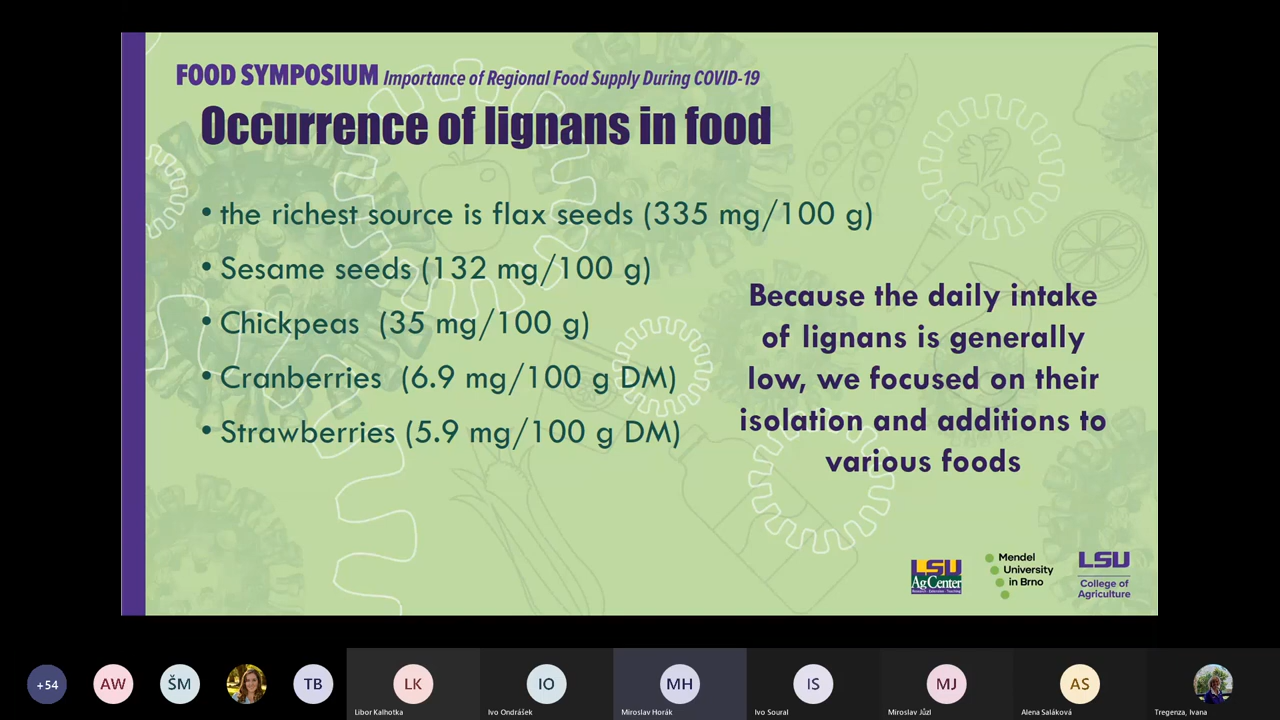 FOOD SYMPOSIUM Importance of Regional Food Supply During COVID-19
Occurrence of lignans in food
• the richest source is flax seeds (335 mg/100 g)
• Sesame seeds (132 mg/100 g)
• Chickpeas (35 mg/100 g)
• Cranberries (6.9 mg/100 g DM)
• Strawberries (5.9 mg/100 g DM)
Because the daily intake
of lignans is generally
low, we focused on their
isolation and additions to
various foods
LSU
AgCenter
Research · Extension · Teaching
Mendel
University
in Brno
LSU
College of
Agriculture
+54
AW
ŠM
TB
LK
IO
MH
IS
MJ
AS
Libor Kalhotka
Ivo Ondrášek
Miroslav Horák
Ivo Soural
Miroslav Jůzl
Alena Saláková
Tregenza, Ivana